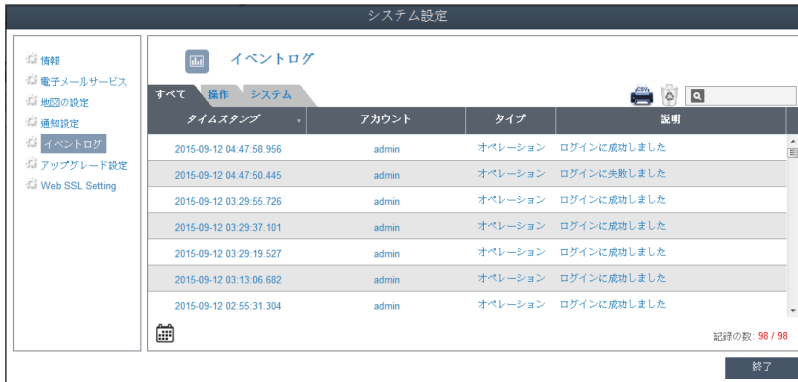 システム設定
情報
電子メールサービス
地図の設定
通知設定
イベントログ
アップグレード設定
Web SSL Setting
イベントログ
すべて 操作 システム
CSV
タイムスタンプ アカウント タイプ 説明
2015-09-12 04:47:58.956 admin オペレーション ログインに成功しました
2015-09-12 04:47:50.445 admin オペレーション ログインに失敗しました
2015-09-12 03:29:55.726 admin オペレーション ログインに成功しました
2015-09-12 03:29:37.101 admin オペレーション ログインに成功しました
2015-09-12 03:29:19.527 admin オペレーション ログインに成功しました
2015-09-12 03:13:06.682 admin オペレーション ログインに成功しました
2015-09-12 02:55:31.304 admin オペレーション ログインに成功しました
記録の数: 98 / 98
終了